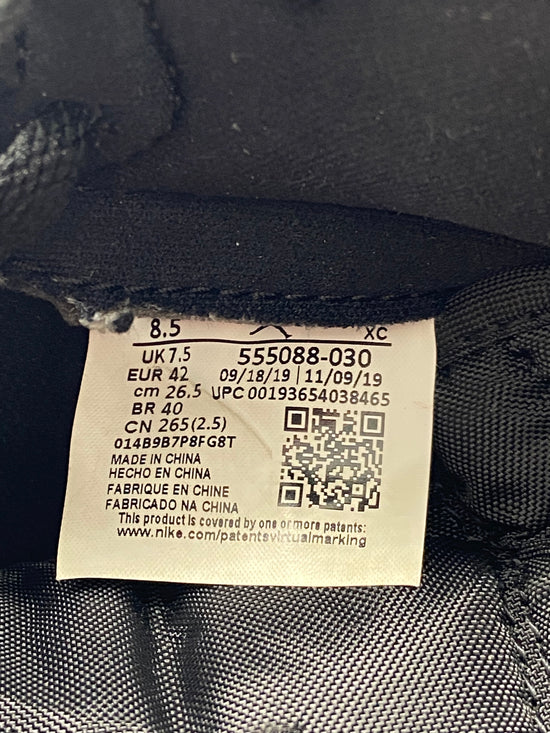 8.5 XC
UK 7.5 555088-030
EUR 42 09/18/19 | 11/09/19
cm 26.5 UPC 00193654038465
BR 40
CN 265(2.5)
014B9B7P8FG8T
MADE IN CHINA
HECHO EN CHINA
FABRIQUE EN CHINE
FABRICADO NA CHINA
This product is covered by one or more patents:
www.nike.com/patentsvirtualmarking